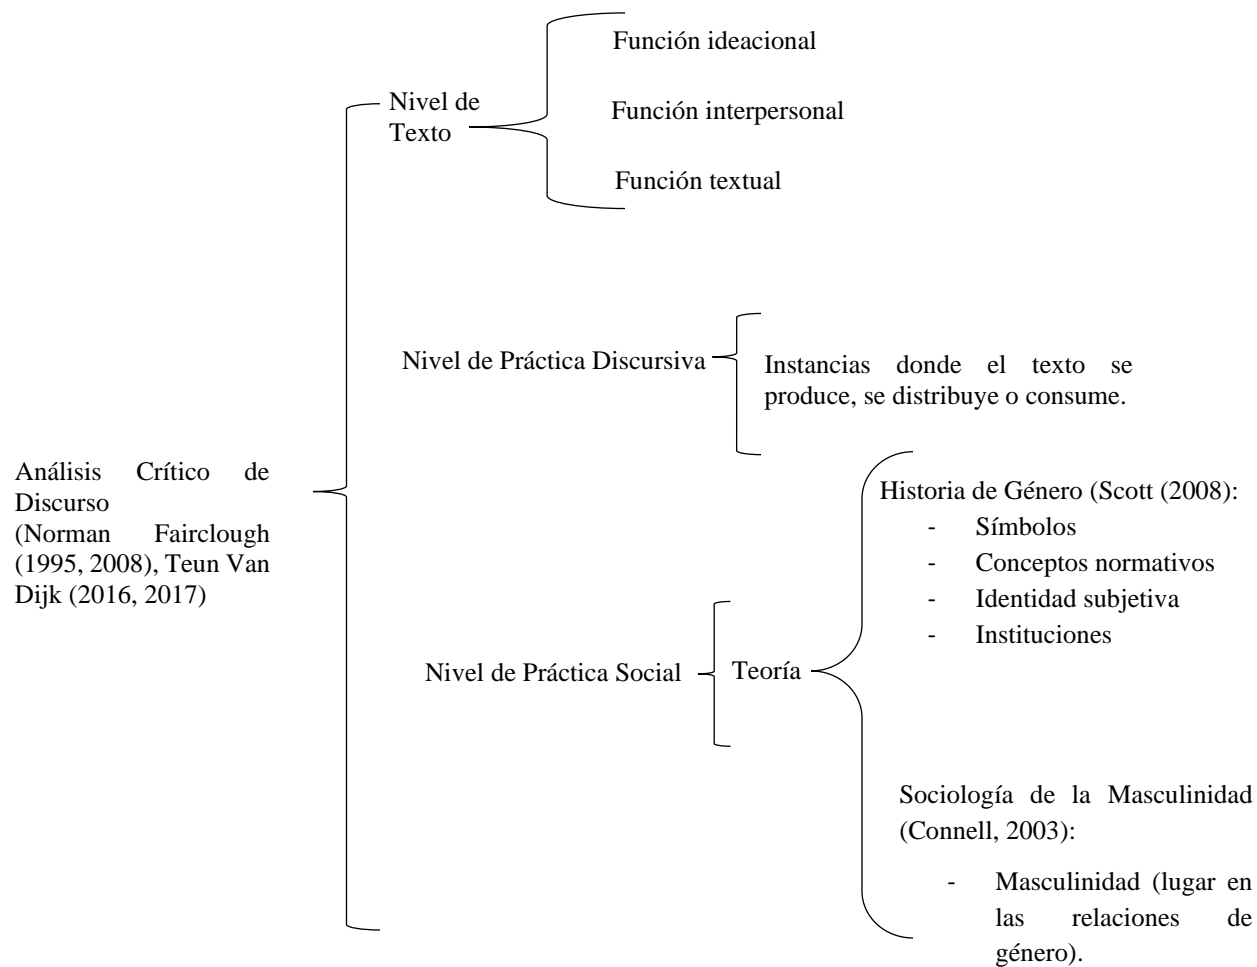 Análisis Crítico de
Discurso
(Norman Fairclough
(1995, 2008), Teun Van
Dijk (2016, 2017)
Nivel de
Texto
Función ideacional
Función interpersonal
Función textual
Nivel de Práctica Discursiva
Instancias donde el texto se
produce, se distribuye o consume.
Nivel de Práctica Social
Teoría
Historia de Género (Scott (2008):
- Símbolos
- Conceptos normativos
- Identidad subjetiva
- Instituciones
Sociología de la Masculinidad
(Connell, 2003):
- Masculinidad (lugar en
las relaciones de
género).